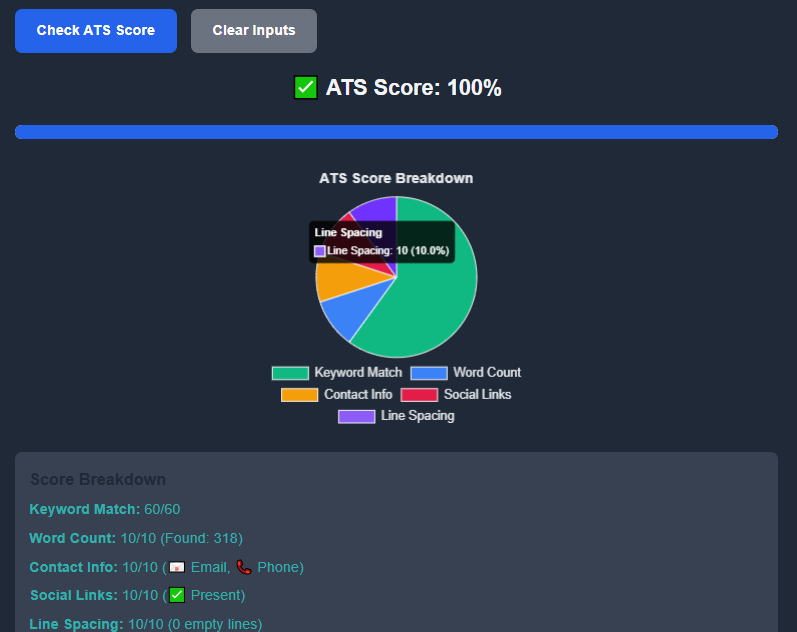 Check ATS Score Clear Inputs
✅ ATS Score: 100%
ATS Score Breakdown
Line Spacing
Line Spacing: 10 (10.0%)
Keyword Match Word Count
Contact Info Social Links
Line Spacing
Score Breakdown
Keyword Match: 60/60
Word Count: 10/10 (Found: 318)
Contact Info: 10/10 (📧 Email, 📞 Phone)
Social Links: 10/10 (✅ Present)
Line Spacing: 10/10 (0 empty lines)